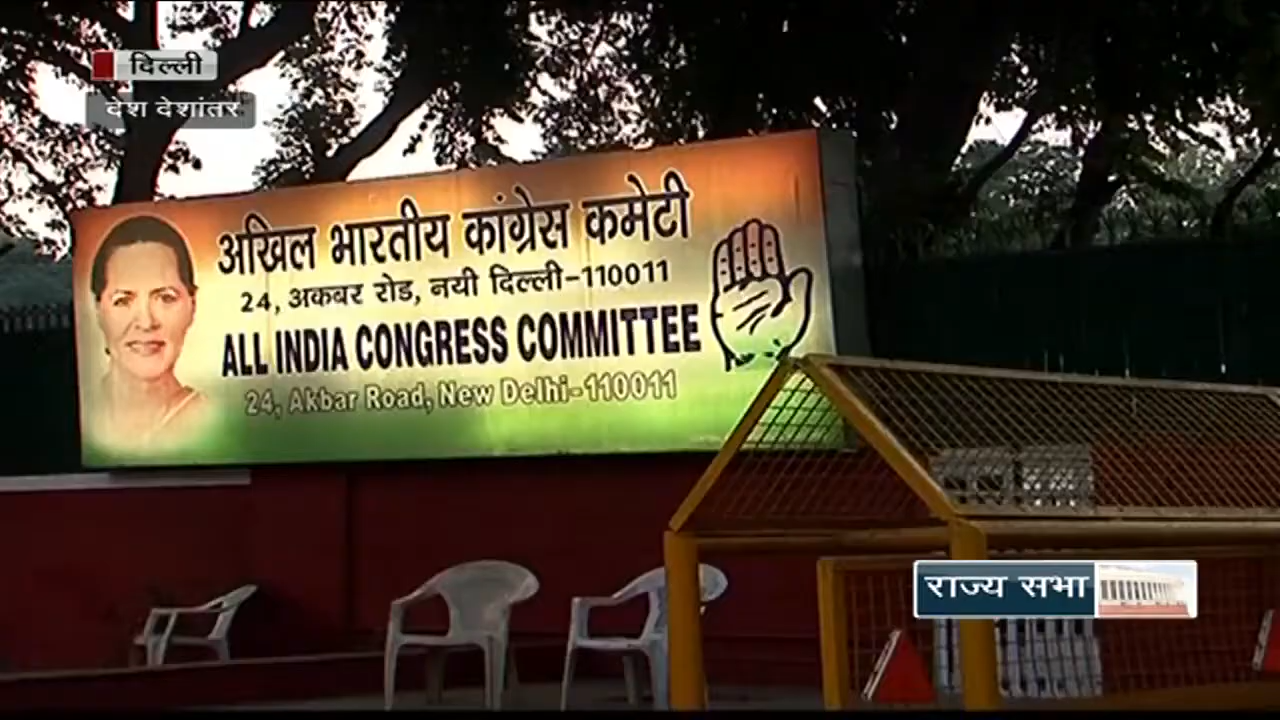 दिल्ली
देश देशांतर
अखिल भारतीय कांग्रेस कमेटी
24, अकबर रोड, नयी दिल्ली-110011
ALL INDIA CONGRESS COMMITTEE
24, Akbar Road, New Delhi-110011
राज्य सभा